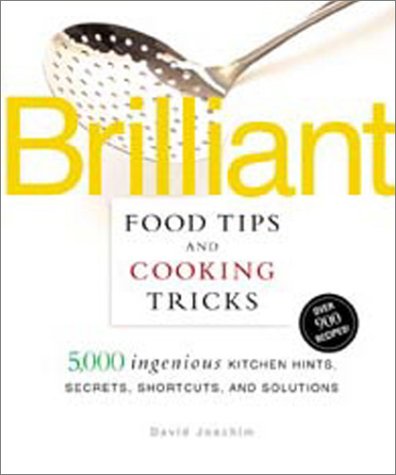 Brilliant
FOOD TIPS
AND
COOKING
TRICKS
OVER
900
RECIPES!
5,000 ingenious KITCHEN HINTS,
SECRETS, SHORTCUTS, AND SOLUTIONS
David Joachim